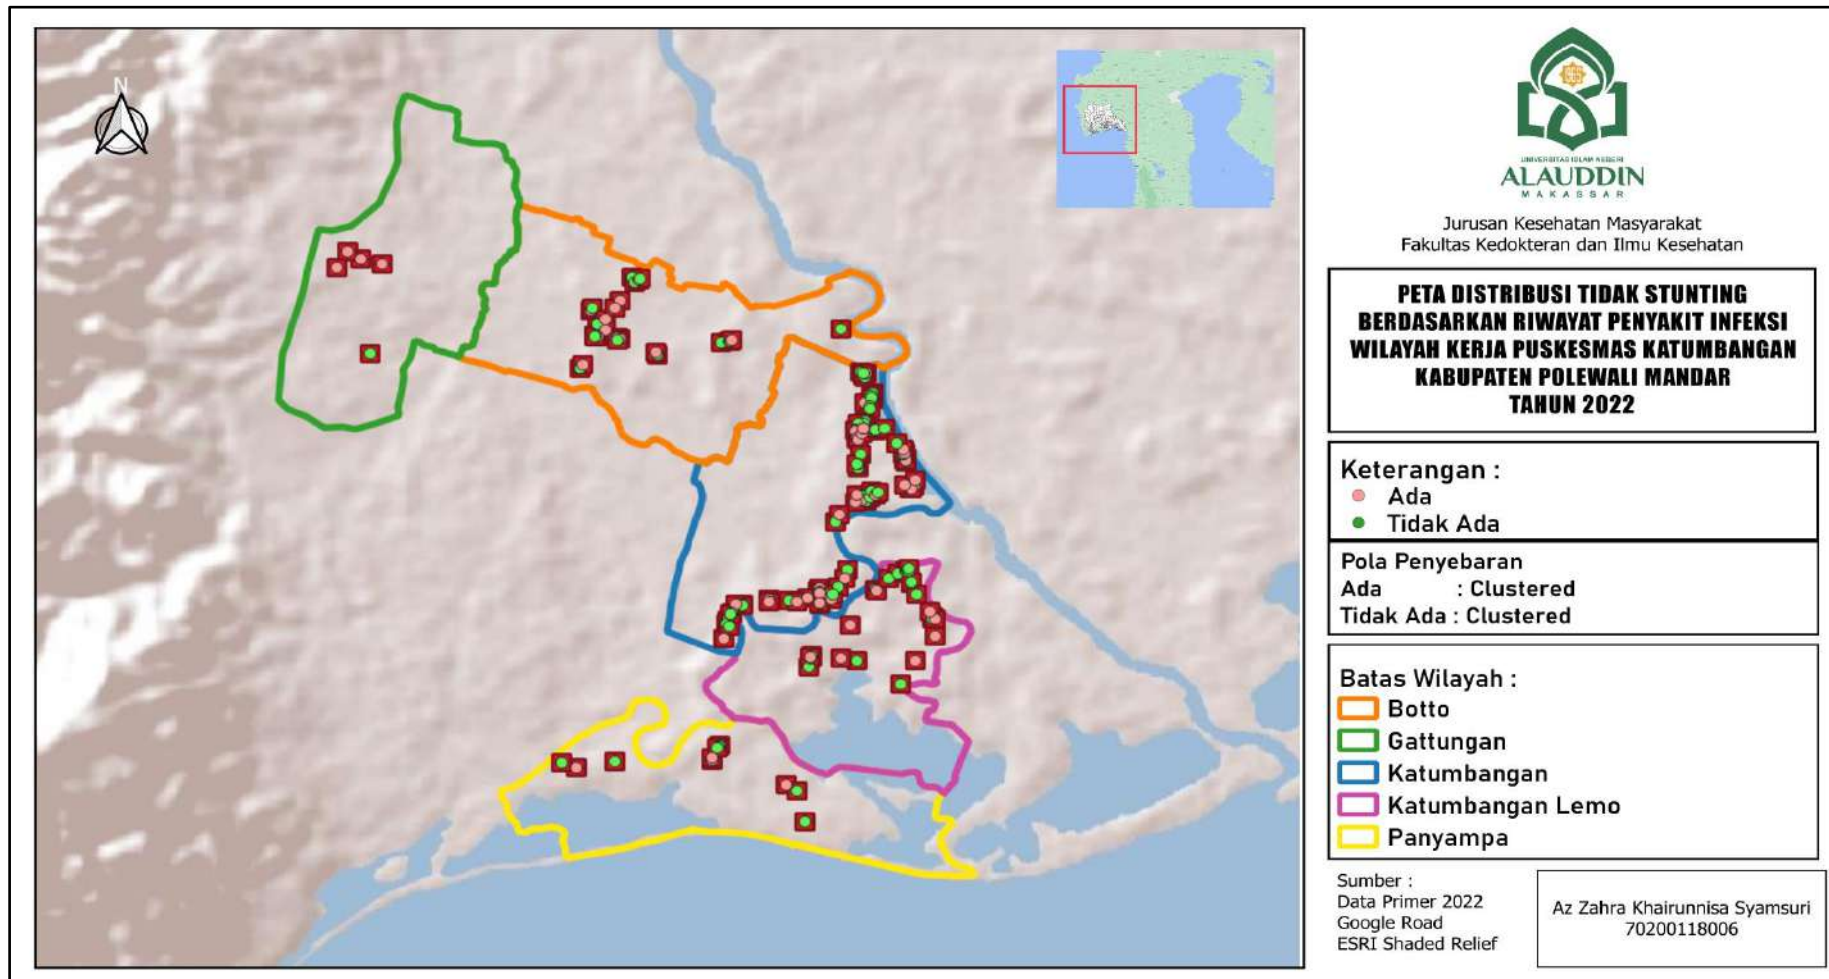 N
UNIVERSITAS ISLAM NEGERI
ALAUDDIN
MAKASSAR
Jurusan Kesehatan Masyarakat
Fakultas Kedokteran dan Ilmu Kesehatan
PETA DISTRIBUSI TIDAK STUNTING
BERDASARKAN RIWAYAT PENYAKIT INFEKSI
WILAYAH KERJA PUSKESMAS KATUMBANGAN
KABUPATEN POLEWALI MANDAR
TAHUN 2022
Keterangan :
Ada
Tidak Ada
Pola Penyebaran
Ada : Clustered
Tidak Ada : Clustered
Batas Wilayah :
Botto
Gattungan
Katumbangan
Katumbangan Lemo
Panyampa
Sumber :
Data Primer 2022
Google Road
ESRI Shaded Relief
Az Zahra Khairunnisa Syamsuri
70200118006